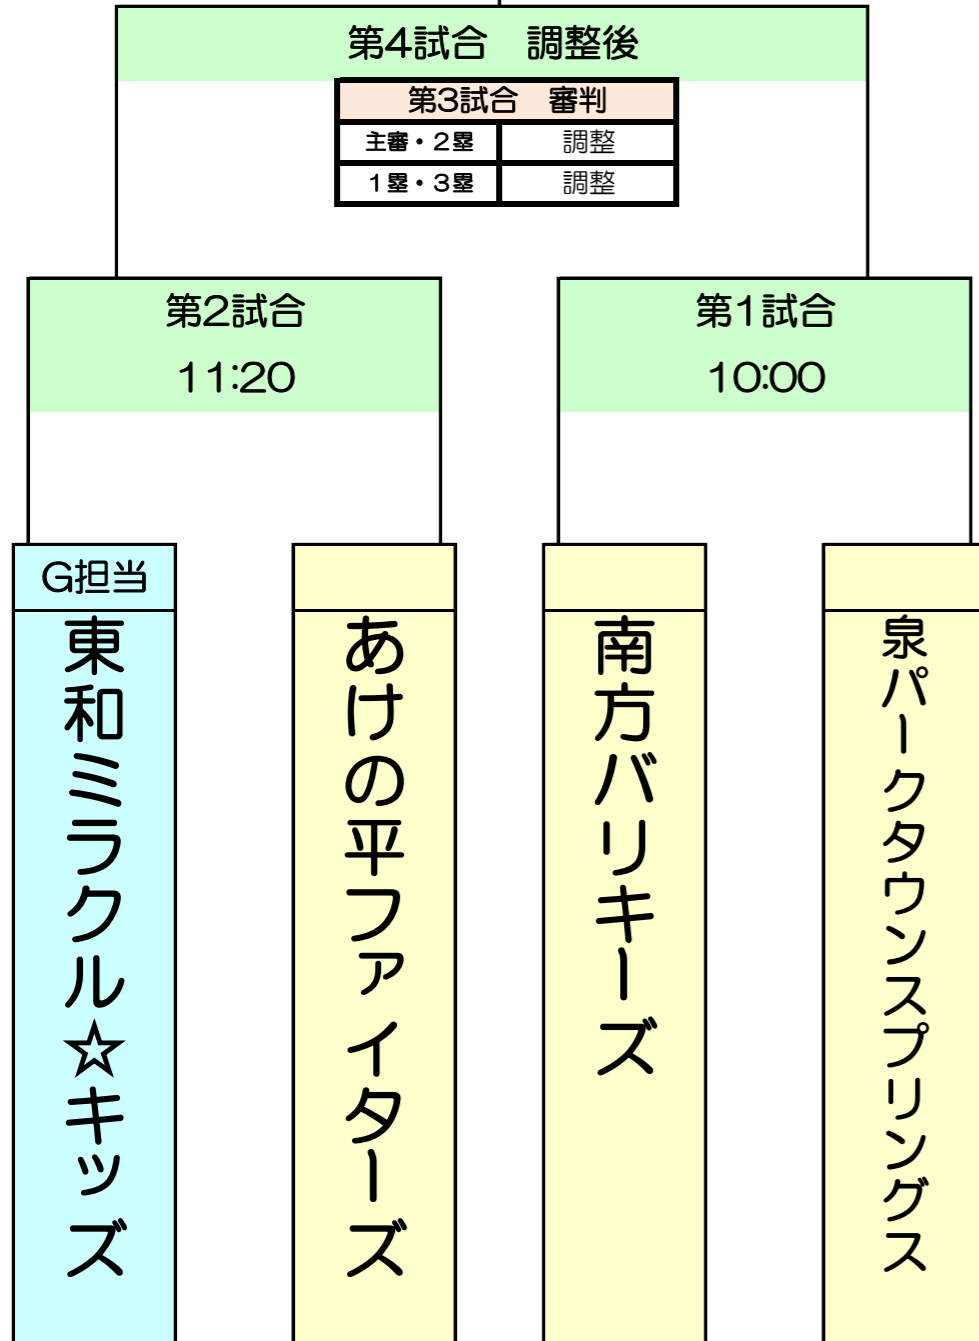 第4試合　調整後
第3試合　審判
主審・2塁　調整
1塁・3塁　調整
第2試合
11:20
第1試合
10:00
G担当
東和ミラクル☆キッズ
あけの平ファイターズ
南方バリキーズ
泉パークタウンスプリングス